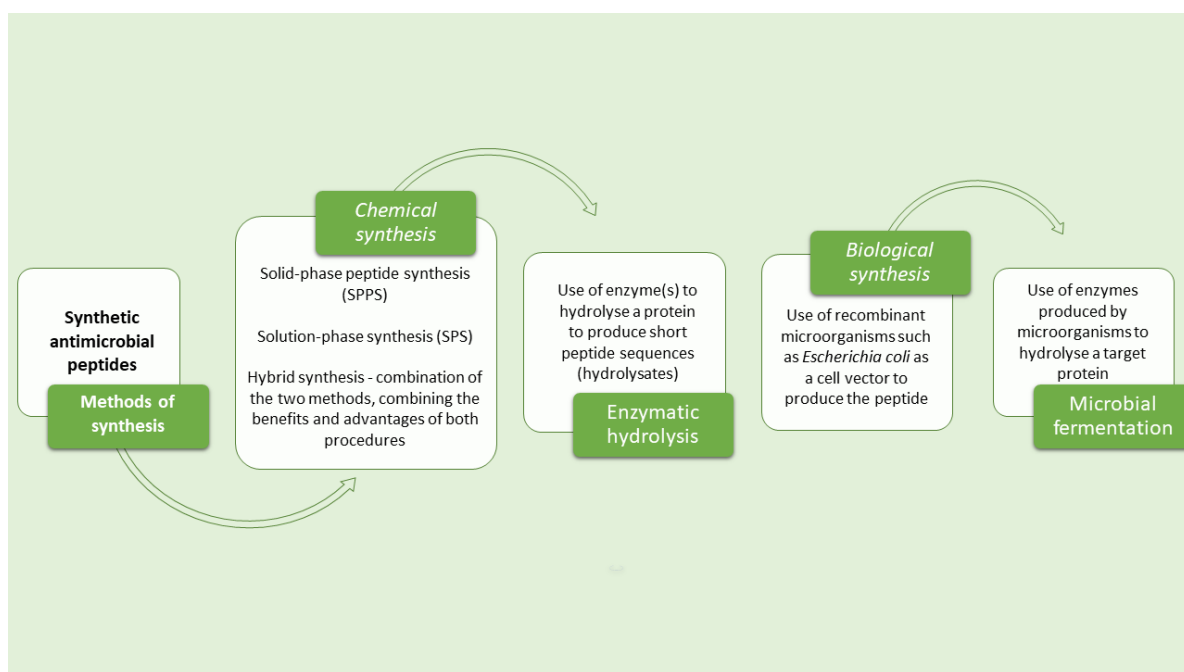 Synthetic
antimicrobial
peptides
Methods of
synthesis
Chemical
synthesis
Solid-phase peptide synthesis
(SPPS)
Solution-phase synthesis (SPS)
Hybrid synthesis - combination of
the two methods, combining the
benefits and advantages of both
procedures
Use of enzyme(s) to
hydrolyse a protein
to produce short
peptide sequences
(hydrolysates)
Enzymatic
hydrolysis
Biological
synthesis
Use of recombinant
microorganisms such
as Escherichia coli as
a cell vector to
produce the peptide
Use of enzymes
produced by
microorganisms to
hydrolyse a target
protein
Microbial
fermentation